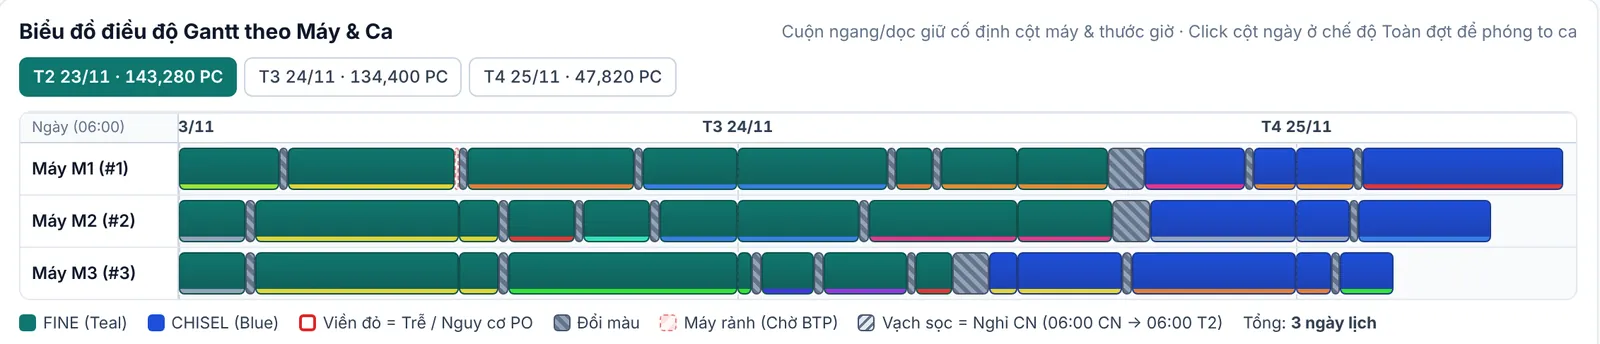 Biểu đồ điều độ Gantt theo Máy & Ca
Cuộn ngang/dọc giữ cố định cột máy & thước giờ · Click cột ngày ở chế độ Toàn đợt để phóng to ca
T2 23/11 · 143,280 PC
T3 24/11 · 134,400 PC
T4 25/11 · 47,820 PC
Ngày (06:00)
3/11
T3 24/11
T4 25/11
Máy M1 (#1)
Máy M2 (#2)
Máy M3 (#3)
FINE (Teal)
CHISEL (Blue)
Viền đỏ = Trễ / Nguy cơ PO
Đổi màu
Máy rảnh (Chờ BTP)
Vạch sọc = Nghỉ CN (06:00 CN → 06:00 T2)
Tổng: 3 ngày lịch